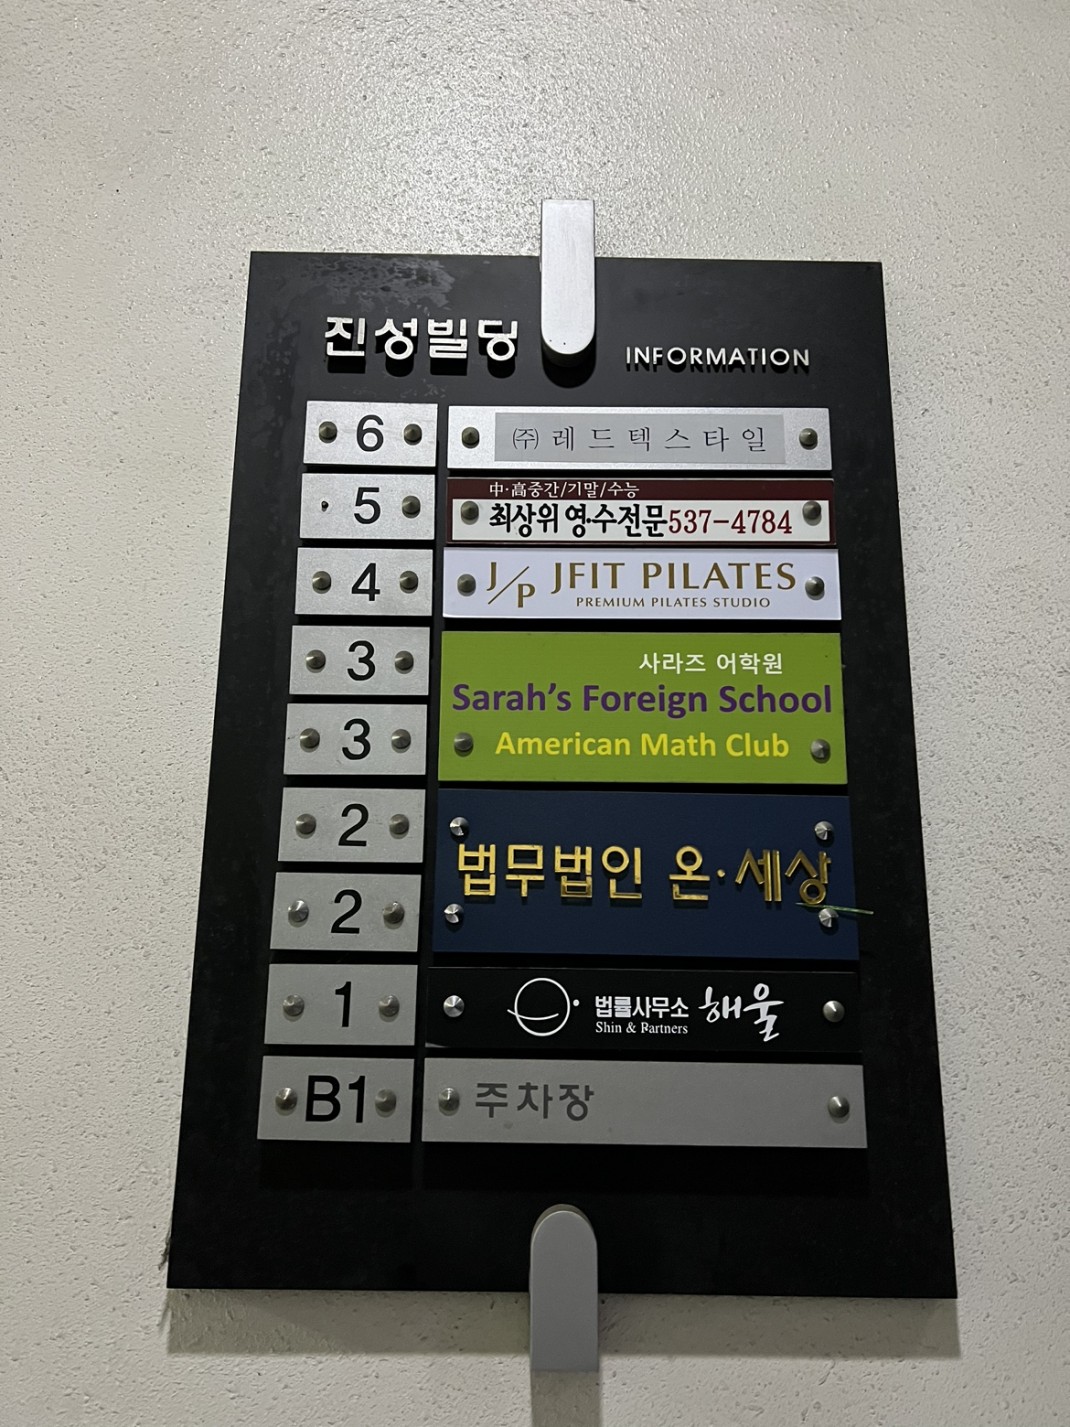 진성빌딩 INFORMATION
6 ㈜레드텍스타일
5 中·高중간/기말/수능
최상위 영·수전문 537-4784
4 J/P JFIT PILATES
PREMIUM PILATES STUDIO
3 사라즈 어학원
Sarah's Foreign School
3 American Math Club
2
법무법인 온·세상
2
1 법률사무소 해울
Shin & Partners
B1 주차장